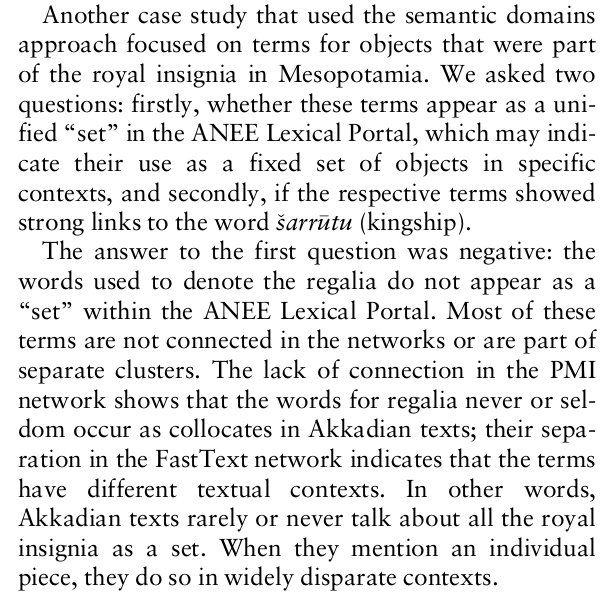 Another case study that used the semantic domains
approach focused on terms for objects that were part
of the royal insignia in Mesopotamia. We asked two
questions: firstly, whether these terms appear as a uni-
fied “set” in the ANEE Lexical Portal, which may indi-
cate their use as a fixed set of objects in specific
contexts, and secondly, if the respective terms showed
strong links to the word šarrūtu (kingship).
The answer to the first question was negative: the
words used to denote the regalia do not appear as a
“set” within the ANEE Lexical Portal. Most of these
terms are not connected in the networks or are part of
separate clusters. The lack of connection in the PMI
network shows that the words for regalia never or sel-
dom occur as collocates in Akkadian texts; their sepa-
ration in the FastText network indicates that the terms
have different textual contexts. In other words,
Akkadian texts rarely or never talk about all the royal
insignia as a set. When they mention an individual
piece, they do so in widely disparate contexts.